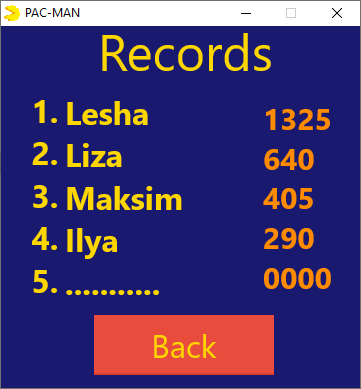 PAC-MAN
Records
1. Lesha 1325
2. Liza 640
3. Maksim 405
4. Ilya 290
5. ........... 0000
Back